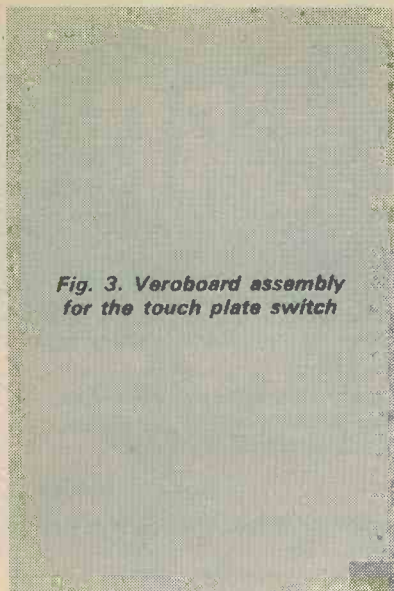 Fig. 3. Veroboard assembly
for the touch plate switch